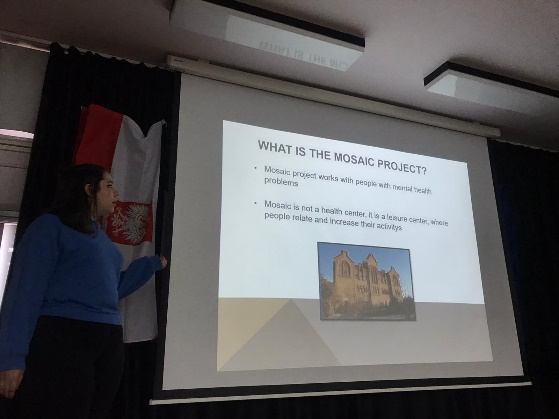 WHAT IS THE MOSAIC PROJECT?
• Mosaic project works with people with mental health
problems
• Mosaic is not a health center, it is a leisure center, where
people relate and increase their activitys